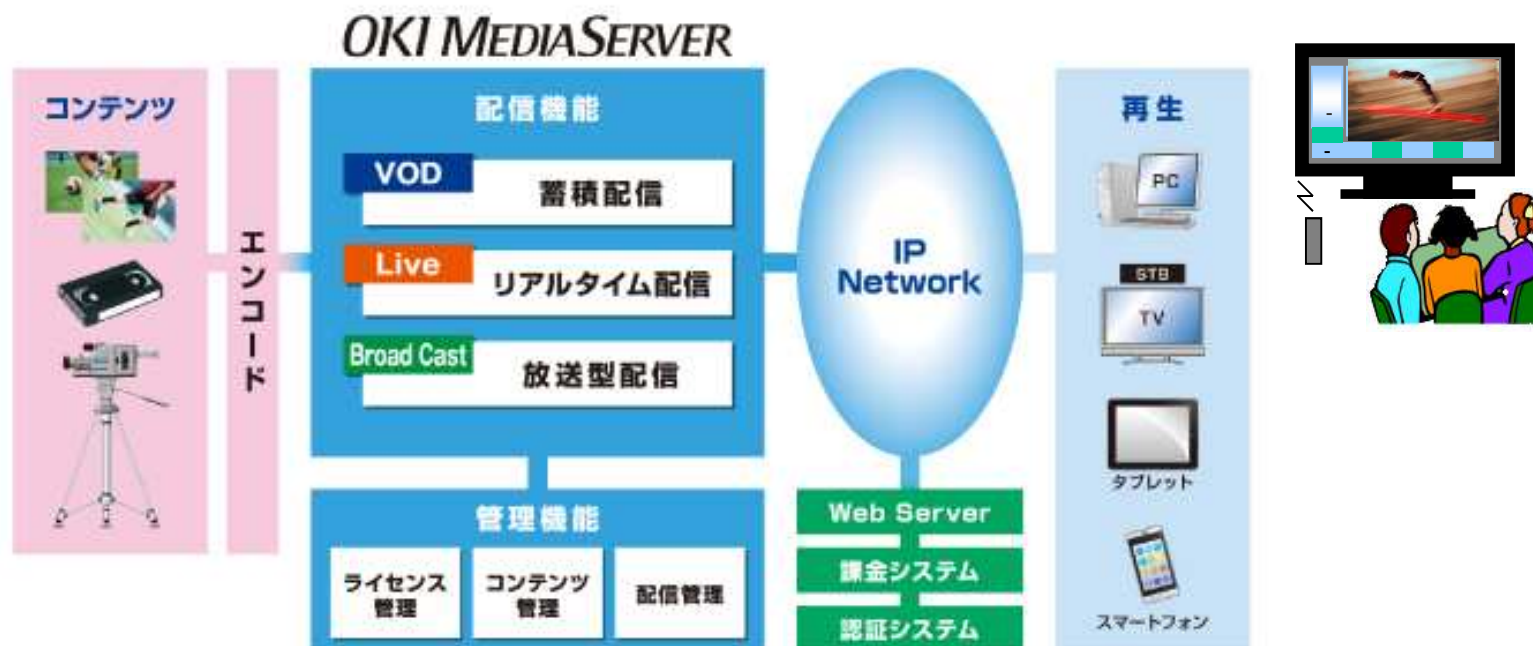 OKI MEDIASERVER
コンテンツ
エンコード
配信機能
VOD
蓄積配信
Live
リアルタイム配信
Broad Cast
放送型配信
管理機能
ライセンス
管理
コンテンツ
管理
配信管理
IP
Network
Web Server
課金システム
認証システム
再生
PC
STB
TV
タブレット
スマートフォン
-
-